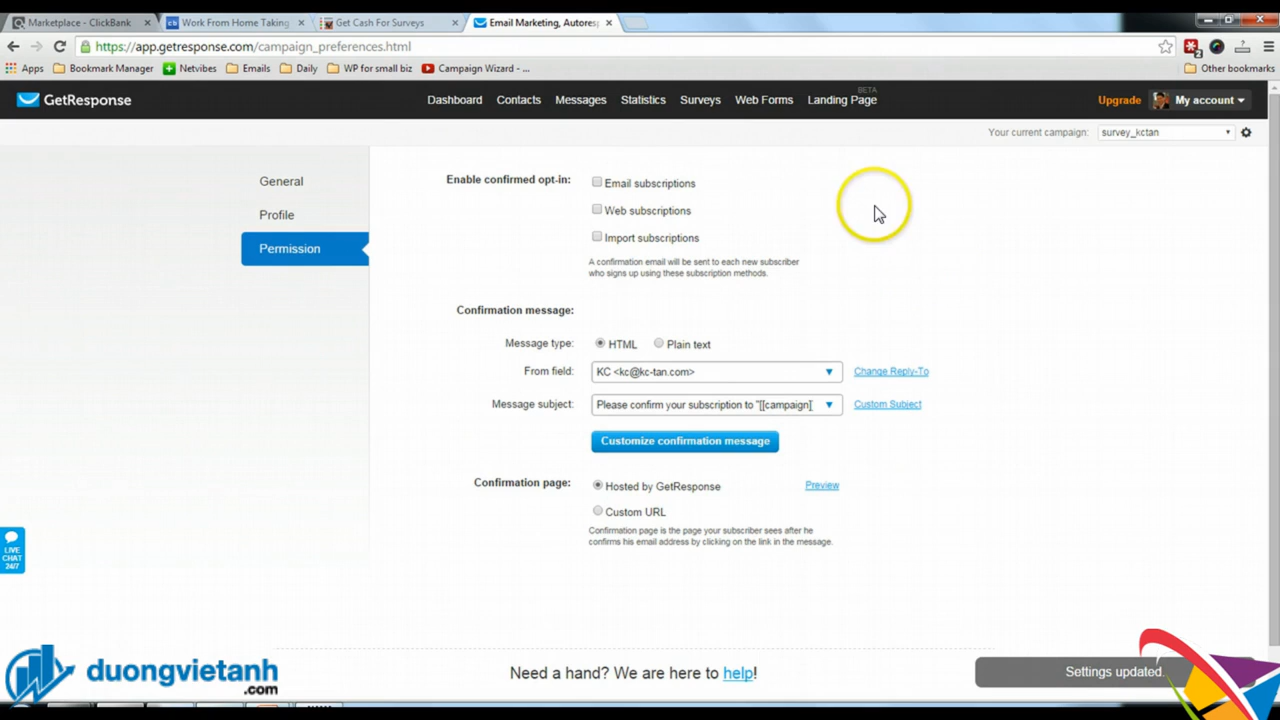 Marketplace - ClickBank
Work From Home Taking
Get Cash For Surveys
Email Marketing, Autoresp
https://app.getresponse.com/campaign_preferences.html
2
Apps
Bookmark Manager
Netvibes
Emails
Daily
WP for small biz
Campaign Wizard - ...
Other bookmarks
GetResponse
Dashboard
Contacts
Messages
Statistics
Surveys
Web Forms
BETA
Landing Page
Upgrade
My account
Your current campaign:
survey_kctan
General
Profile
Permission
Enable confirmed opt-in:
Email subscriptions
Web subscriptions
Import subscriptions
A confirmation email will be sent to each new subscriber
who signs up using these subscription methods.
Confirmation message:
Message type:
HTML
Plain text
From field:
KC <kc@kc-tan.com>
Change Reply-To
Message subject:
Please confirm your subscription to "[[campaign]
Custom Subject
Customize confirmation message
Confirmation page:
Hosted by GetResponse
Preview
Custom URL
Confirmation page is the page your subscriber sees after he
confirms his email address by clicking on the link in the message.
LIVE
CHAT
24/7
duongvietanh
.com
Need a hand? We are here to help!
Settings updated.